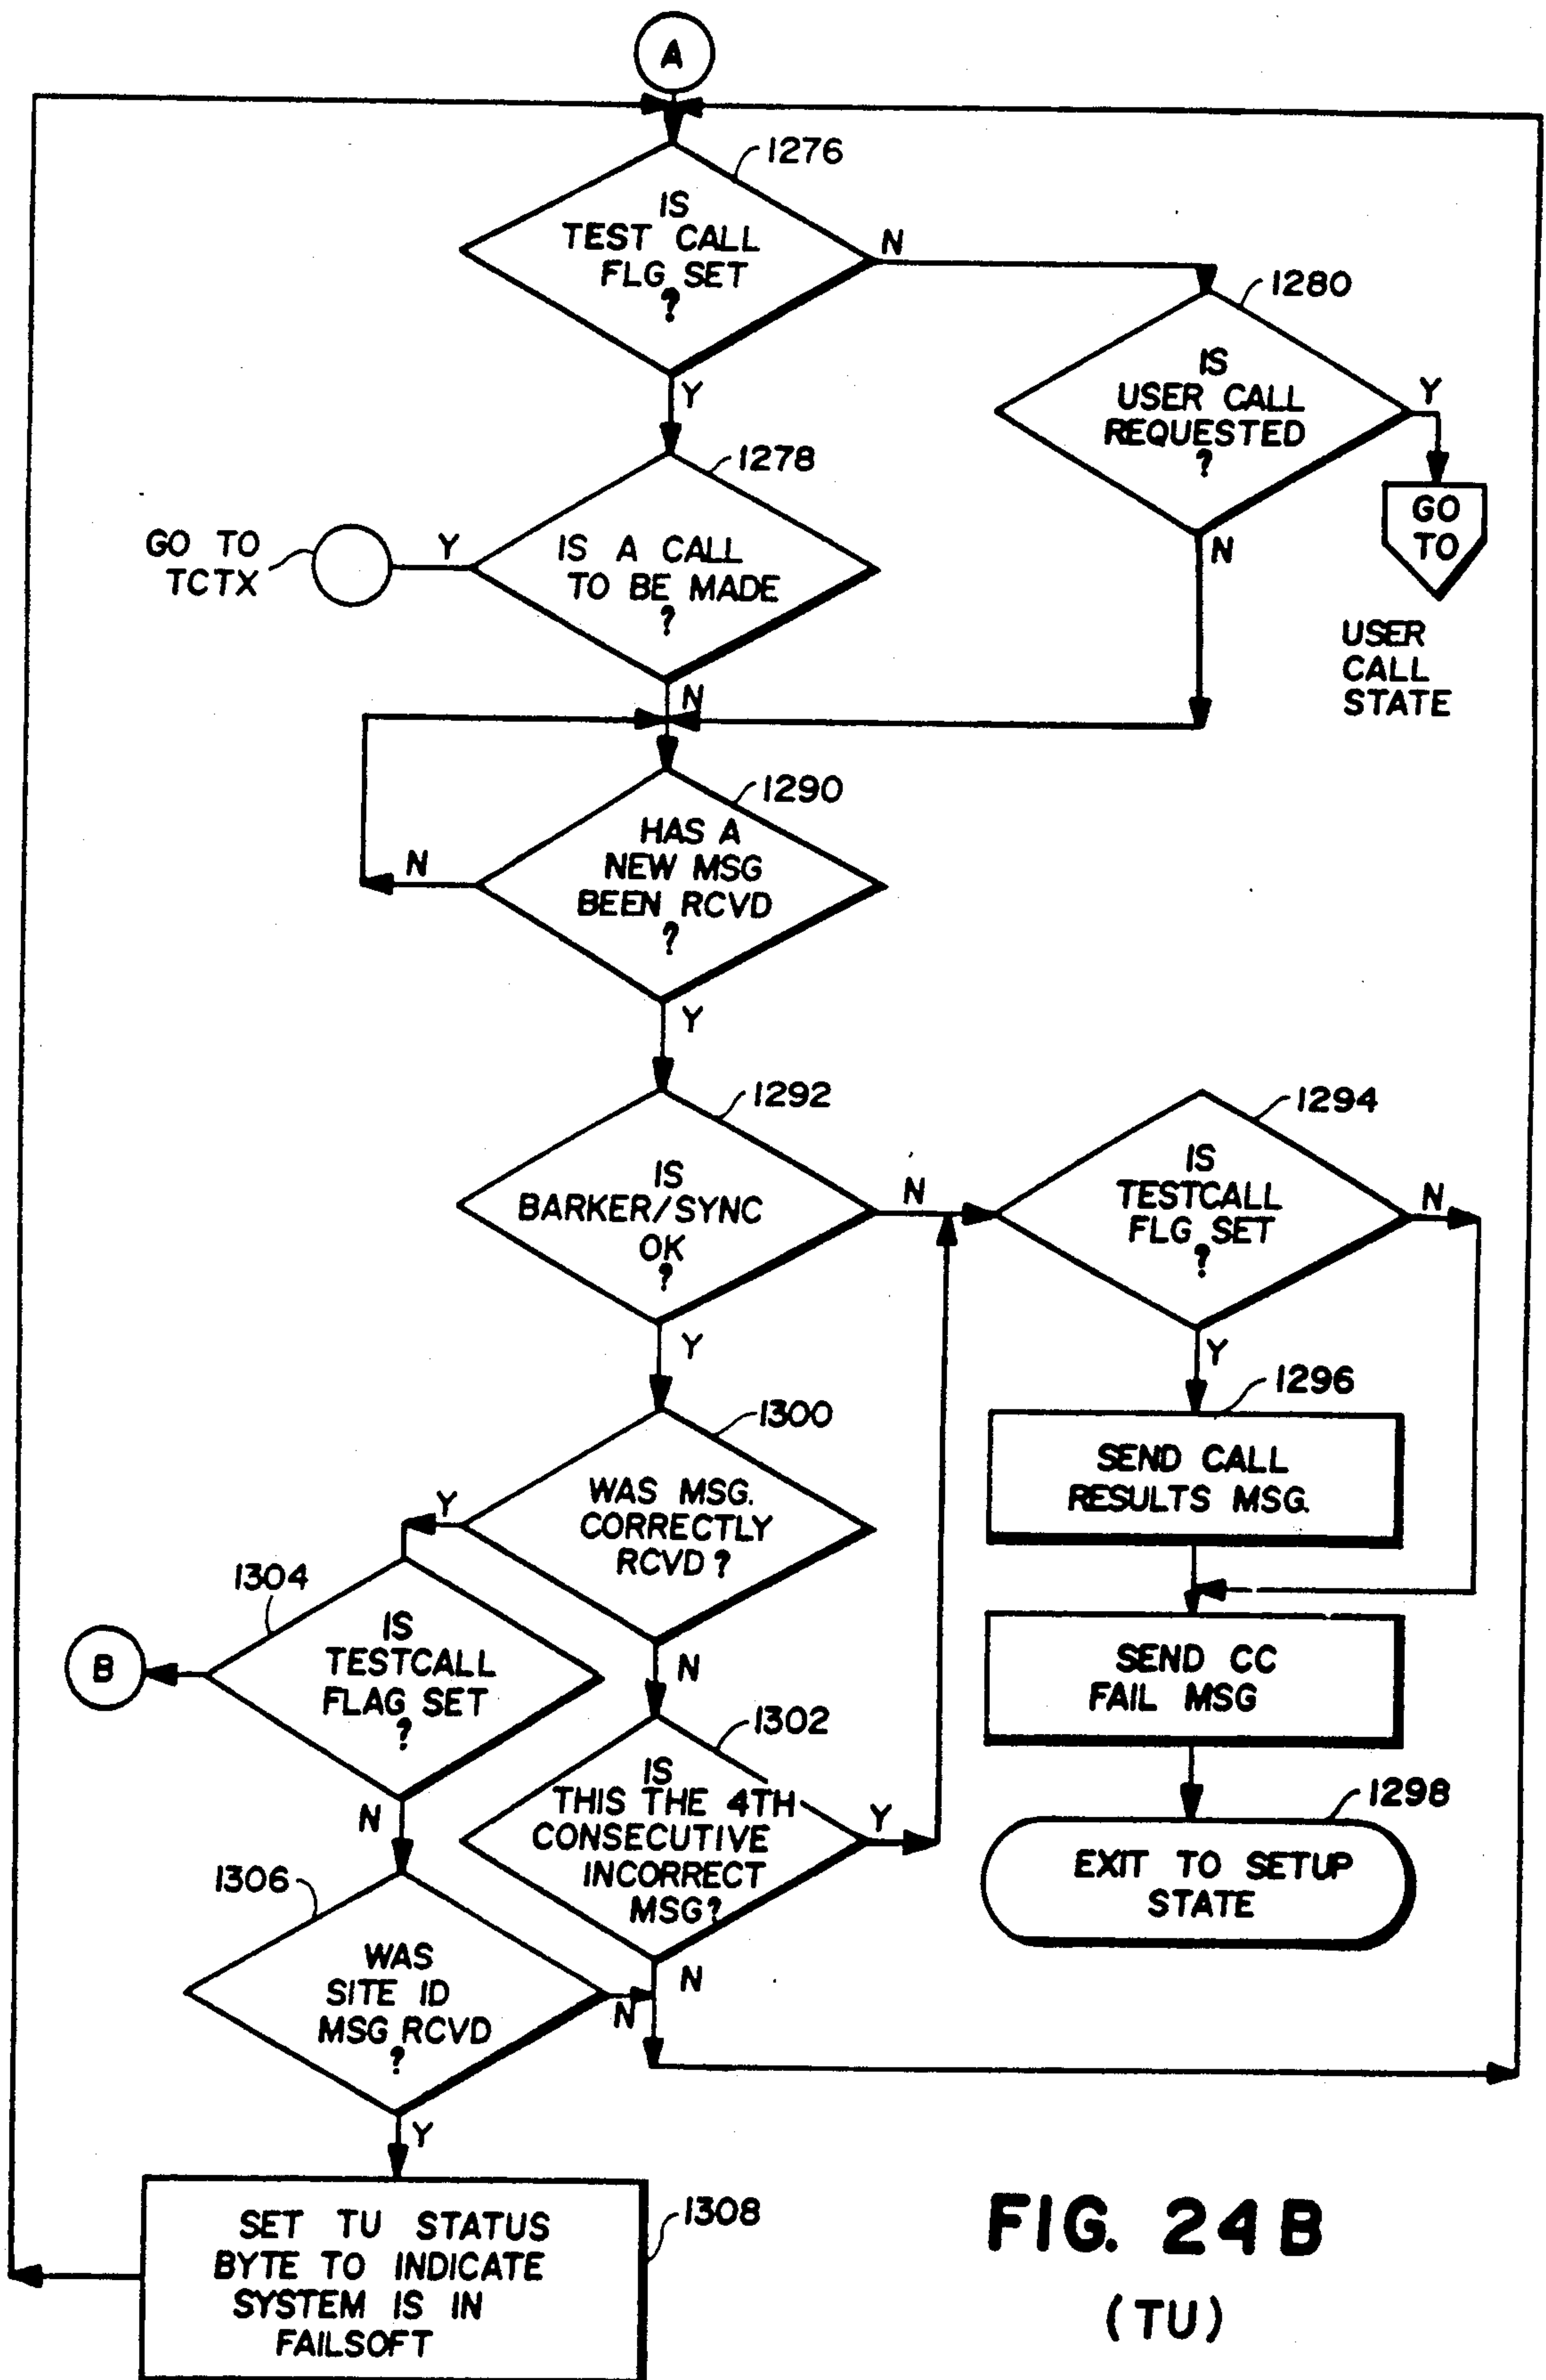 A
1276
IS
TEST CALL
FLG SET
?
N
1280
IS
USER CALL
REQUESTED
?
Y
GO
TO
USER
CALL
STATE
N
Y
1278
GO TO
TCTX
Y
IS A CALL
TO BE MADE
?
N
1290
HAS A
NEW MSG
BEEN RCVD
?
N
Y
1292
IS
BARKER/SYNC
OK
?
N
1294
IS
TESTCALL
FLG SET
?
N
Y
Y
1296
SEND CALL
RESULTS MSG.
1300
WAS MSG.
CORRECTLY
RCVD ?
Y
N
1304
IS
TESTCALL
FLAG SET
?
B
N
SEND CC
FAIL MSG
1302
IS
THIS THE 4TH
CONSECUTIVE
INCORRECT
MSG?
Y
N
1298
EXIT TO SETUP
STATE
1306
WAS
SITE ID
MSG RCVD
?
N
Y
1308
SET TU STATUS
BYTE TO INDICATE
SYSTEM IS IN
FAILSOFT
FIG. 24B
(TU)